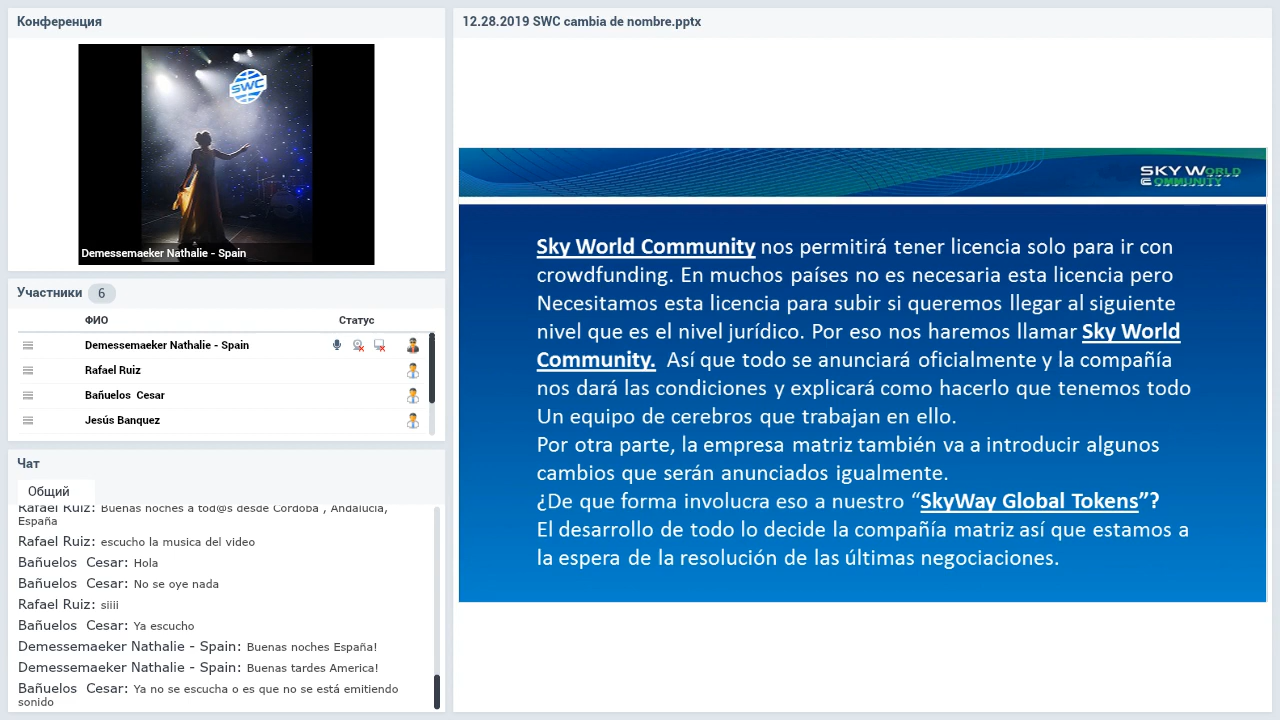 Конференция
SWC
Demessemaeker Nathalie - Spain
Участники 6
ФИО Статус
Demessemaeker Nathalie - Spain
Rafael Ruiz
Bañuelos Cesar
Jesús Banquez
Чат
Общий
Rafael Ruiz: Buenas noches a tod@s desde Córdoba , Andalucía,
España
Rafael Ruiz: escucho la musica del video
Bañuelos Cesar: Hola
Bañuelos Cesar: No se oye nada
Rafael Ruiz: siiii
Bañuelos Cesar: Ya escucho
Demessemaeker Nathalie - Spain: Buenas noches España!
Demessemaeker Nathalie - Spain: Buenas tardes America!
Bañuelos Cesar: Ya no se escucha o es que no se está emitiendo
sonido
12.28.2019 SWC cambia de nombre.pptx
SKY WORLD
COMMUNITY
Sky World Community nos permitirá tener licencia solo para ir con
crowdfunding. En muchos países no es necesaria esta licencia pero
Necesitamos esta licencia para subir si queremos llegar al siguiente
nivel que es el nivel jurídico. Por eso nos haremos llamar Sky World
Community. Así que todo se anunciará oficialmente y la compañía
nos dará las condiciones y explicará como hacerlo que tenemos todo
Un equipo de cerebros que trabajan en ello.
Por otra parte, la empresa matriz también va a introducir algunos
cambios que serán anunciados igualmente.
¿De que forma involucra eso a nuestro “SkyWay Global Tokens”?
El desarrollo de todo lo decide la compañía matriz así que estamos a
la espera de la resolución de las últimas negociaciones.